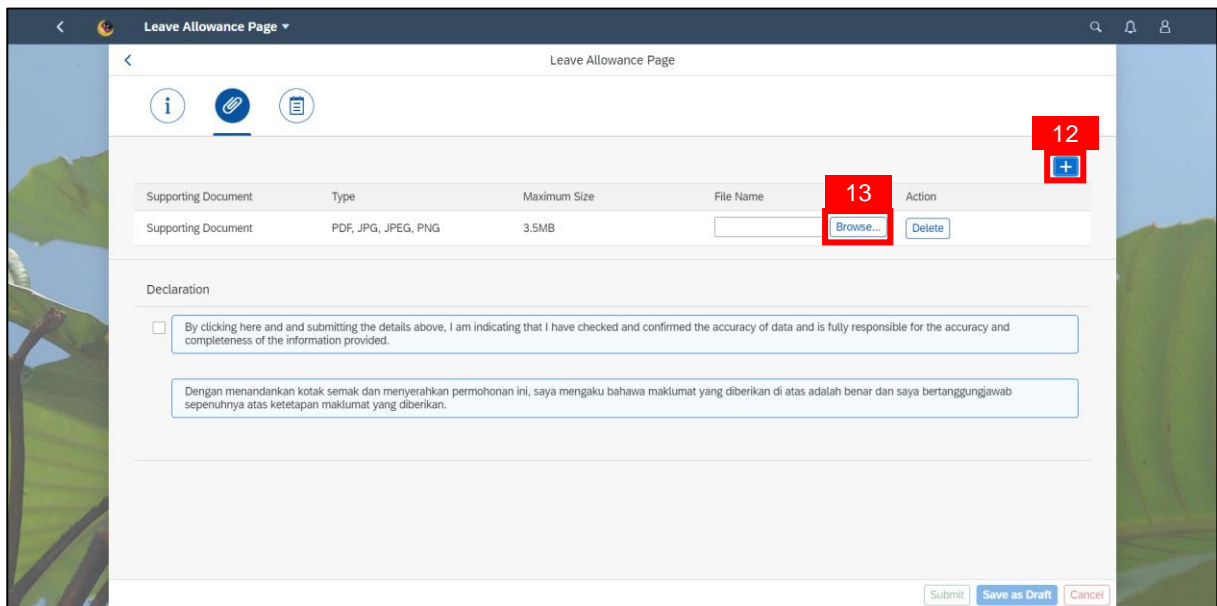 Leave Allowance Page
Leave Allowance Page
12
13
Supporting Document Type Maximum Size File Name Action
Supporting Document PDF, JPG, JPEG, PNG 3.5MB Browse... Delete
Declaration
By clicking here and and submitting the details above, I am indicating that I have checked and confirmed the accuracy of data and is fully responsible for the accuracy and
completeness of the information provided.
Dengan menandankan kotak semak dan menyerahkan permohonan ini, saya mengaku bahawa maklumat yang diberikan di atas adalah benar dan saya bertanggungjawab
sepenuhnya atas ketetapan maklumat yang diberikan.
Submit Save as Draft Cancel